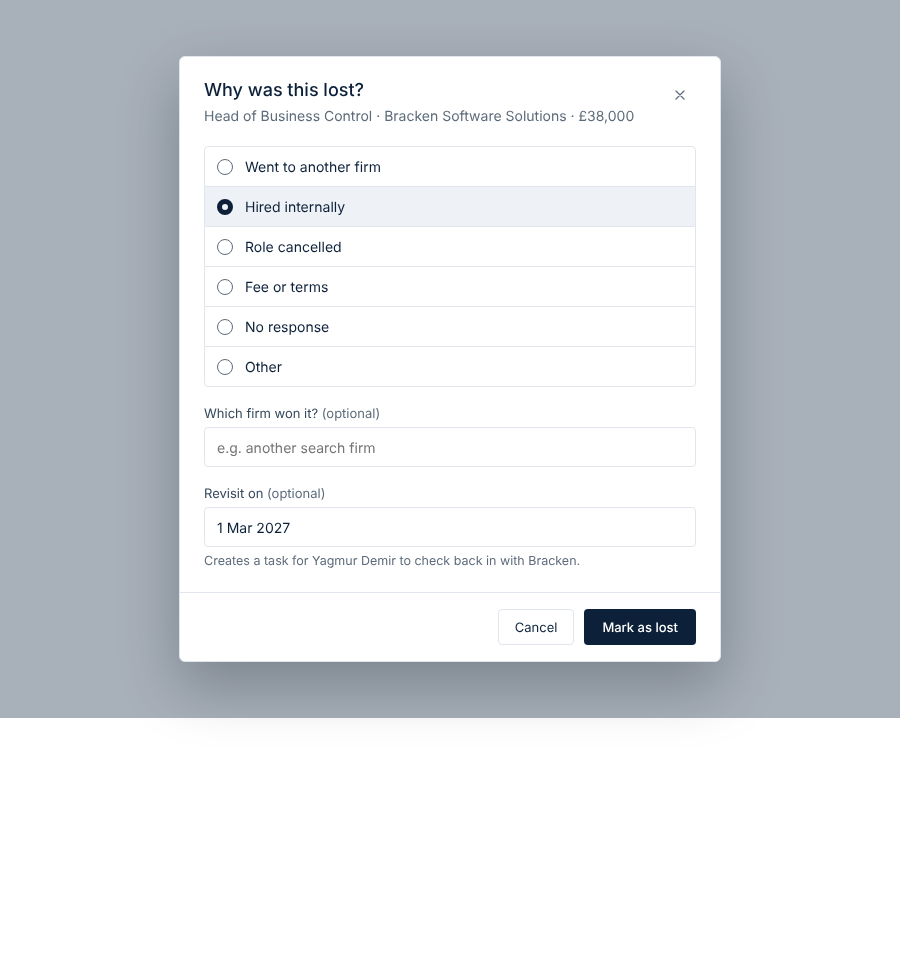 Why was this lost?
Head of Business Control · Bracken Software Solutions · £38,000
Went to another firm
Hired internally
Role cancelled
Fee or terms
No response
Other
Which firm won it? (optional)
e.g. another search firm
Revisit on (optional)
1 Mar 2027
Creates a task for Yagmur Demir to check back in with Bracken.
Cancel
Mark as lost